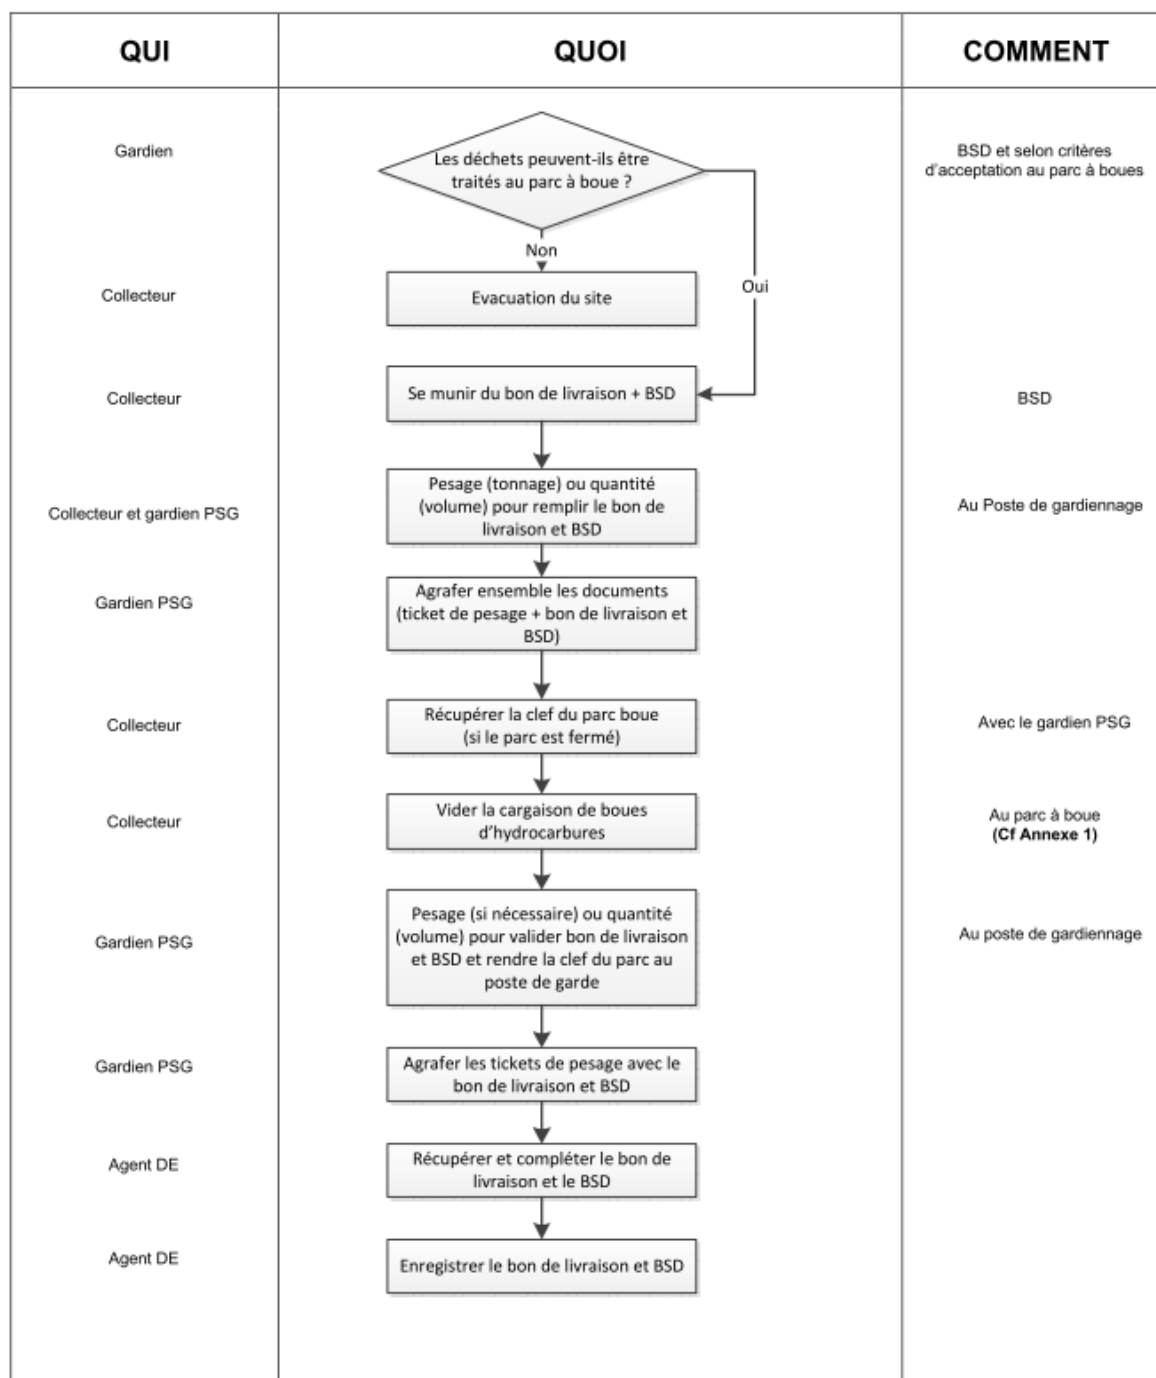 QUI
QUOI
COMMENT
Gardien
Les déchets peuvent-ils être
traités au parc à boue ?
BSD et selon critères
d'acceptation au parc à boues
Non
Oui
Collecteur
Evacuation du site
Collecteur
Se munir du bon de livraison + BSD
BSD
Collecteur et gardien PSG
Pesage (tonnage) ou quantité
(volume) pour remplir le bon de
livraison et BSD
Au Poste de gardiennage
Gardien PSG
Agrafer ensemble les documents
(ticket de pesage + bon de livraison et
BSD)
Collecteur
Récupérer la clef du parc boue
(si le parc est fermé)
Avec le gardien PSG
Collecteur
Vider la cargaison de boues
d'hydrocarbures
Au parc à boue
(Cf Annexe 1)
Gardien PSG
Pesage (si nécessaire) ou quantité
(volume) pour valider bon de livraison
et BSD et rendre la clef du parc au
poste de garde
Au poste de gardiennage
Gardien PSG
Agrafer les tickets de pesage avec le
bon de livraison et BSD
Agent DE
Récupérer et compléter le bon de
livraison et le BSD
Agent DE
Enregistrer le bon de livraison et BSD